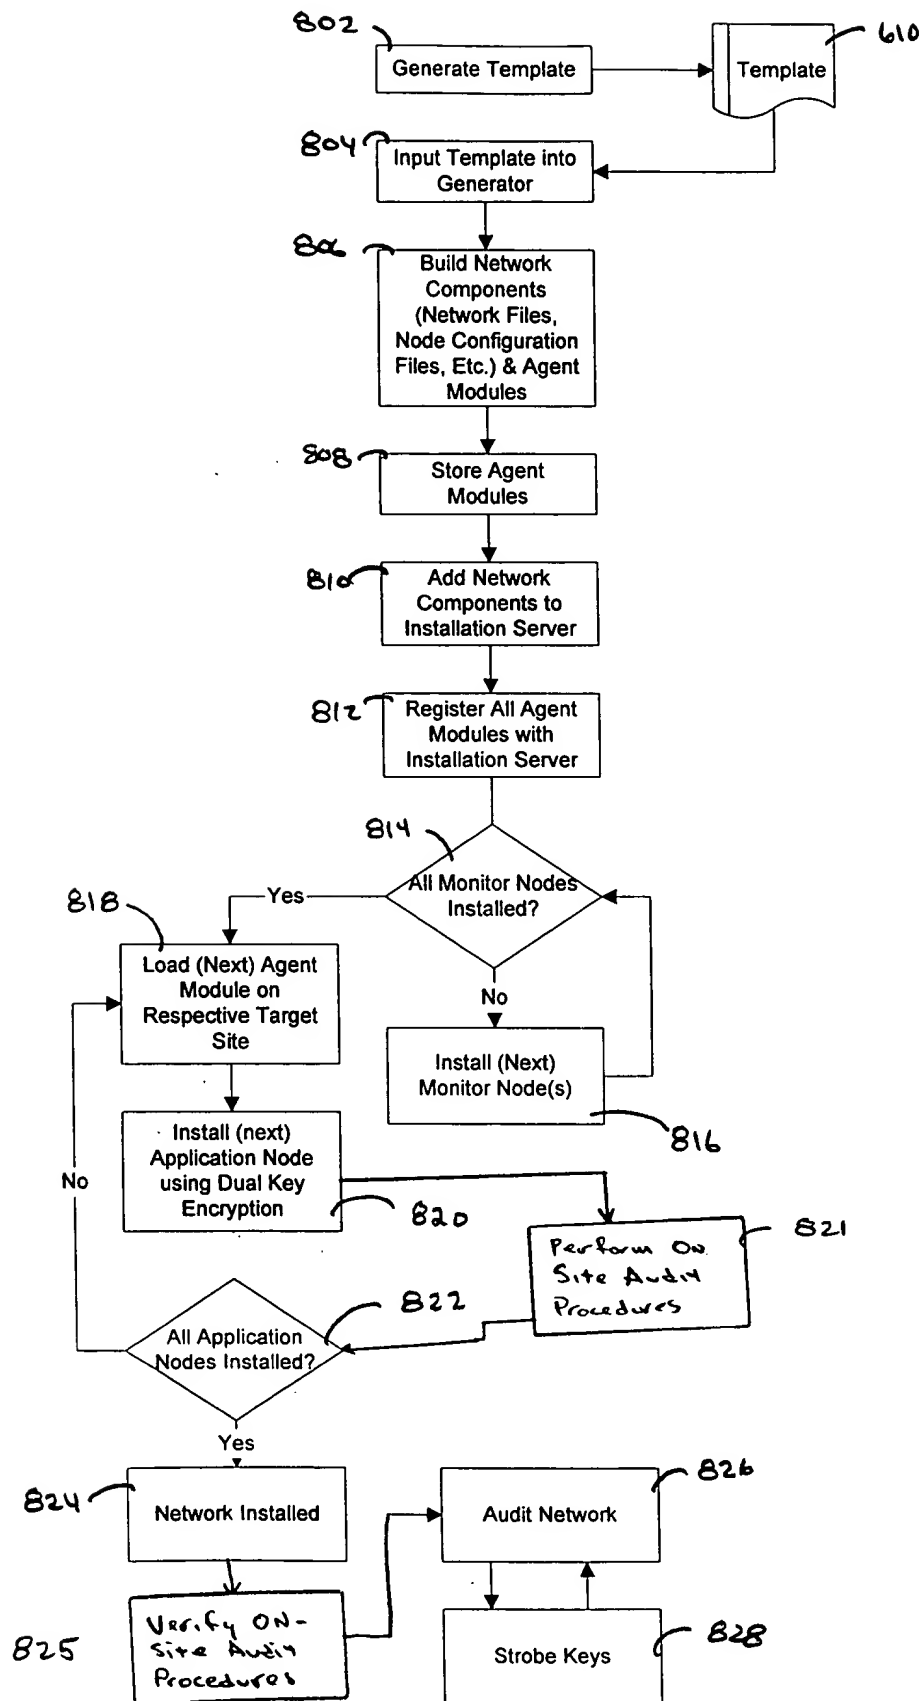 802
610
Generate Template
Template
804
Input Template into
Generator
806
Build Network
Components
(Network Files,
Node Configuration
Files, Etc.) & Agent
Modules
808
Store Agent
Modules
810
Add Network
Components to
Installation Server
812
Register All Agent
Modules with
Installation Server
814
All Monitor Nodes
Installed?
Yes
818
Load (Next) Agent
Module on
Respective Target
Site
No
Install (Next)
Monitor Node(s)
816
Install (next)
Application Node
using Dual Key
Encryption
820
No
Perform On
Site Audit
Procedures
821
822
All Application
Nodes Installed?
Yes
824
Network Installed
826
Audit Network
825
Verify ON-
Site Audit
Procedures
Strobe Keys
828